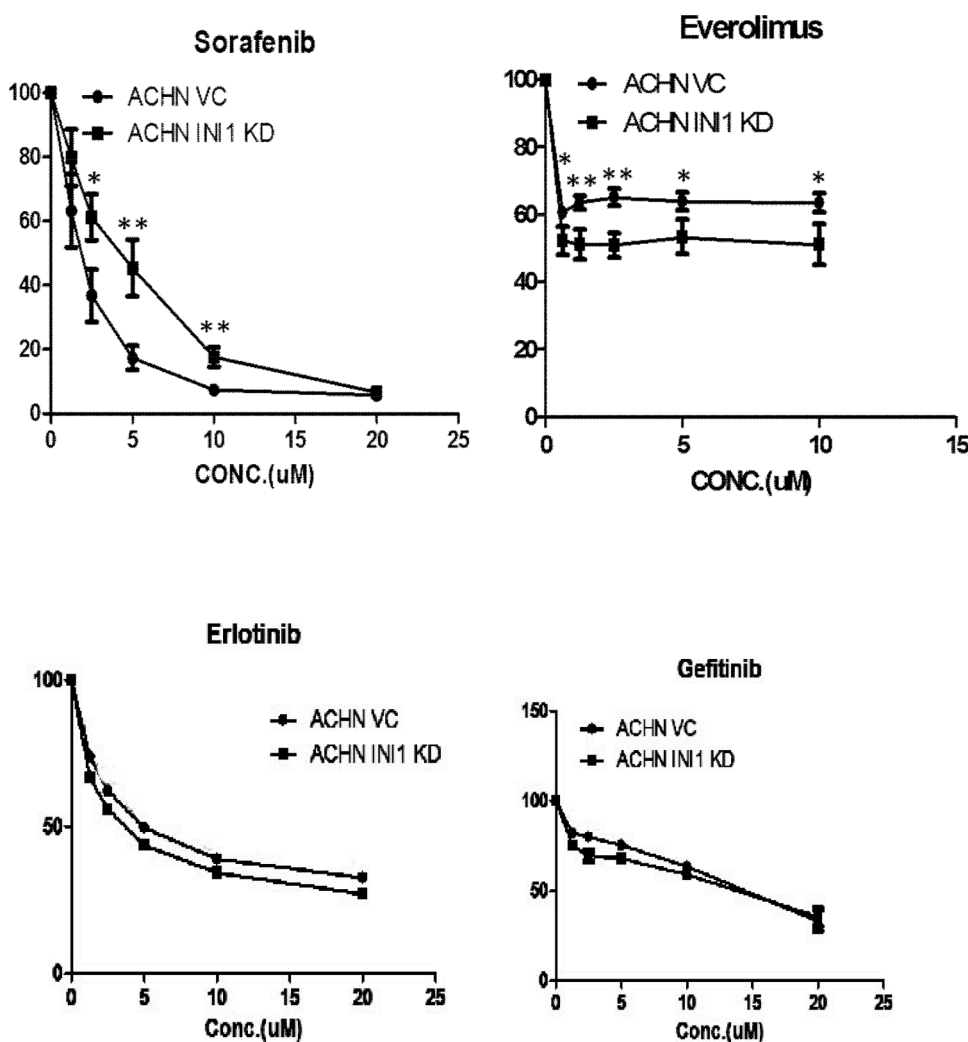 Sorafenib
ACHN VC
ACHN INI1 KD
100
80
60
40
20
0
*
**
**
0 5 10 15 20 25
CONC.(uM)
Everolimus
ACHN VC
ACHN INI1 KD
100
80
60
40
20
0
*
**
**
*
*
0 5 10 15
CONC.(uM)
Erlotinib
ACHN VC
ACHN INI1 KD
100
50
0
0 5 10 15 20 25
Conc.(uM)
Gefitinib
ACHN VC
ACHN INI1 KD
150
100
50
0
0 5 10 15 20 25
Conc.(uM)